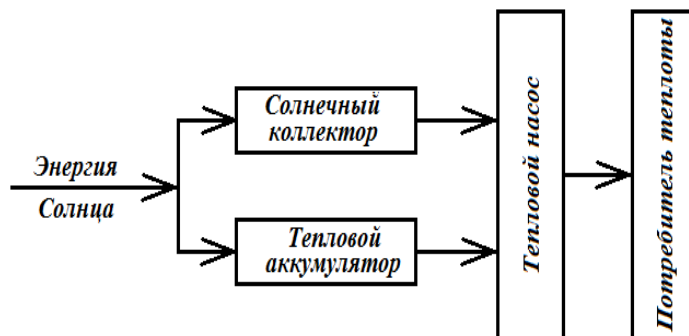 Энергия
Солнца
Солнечный
коллектор
Тепловой
аккумулятор
Тепловой насос
Потребитель теплоты